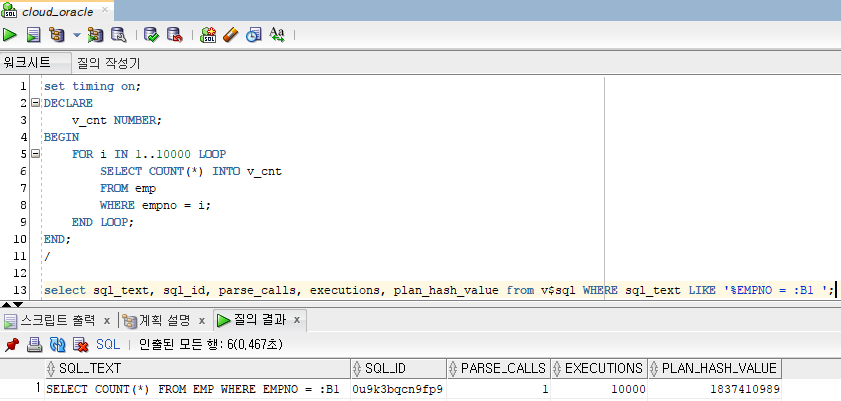 cloud_oracle
워크시트 질의 작성기
1 set timing on;
2 DECLARE
3 v_cnt NUMBER;
4 BEGIN
5 FOR i IN 1..10000 LOOP
6 SELECT COUNT(*) INTO v_cnt
7 FROM emp
8 WHERE empno = i;
9 END LOOP;
10 END;
11 /
12
13 select sql_text, sql_id, parse_calls, executions, plan_hash_value from v$sql WHERE sql_text LIKE '%EMPNO = :B1 ';
스크립트 출력 x 계획 설명 x 질의 결과 x
SQL 인출된 모든 행: 6(0,467초)
SQL_TEXT SQL_ID PARSE_CALLS EXECUTIONS PLAN_HASH_VALUE
1 SELECT COUNT(*) FROM EMP WHERE EMPNO = :B1 0u9k3bqcn9fp9 1 10000 1837410989